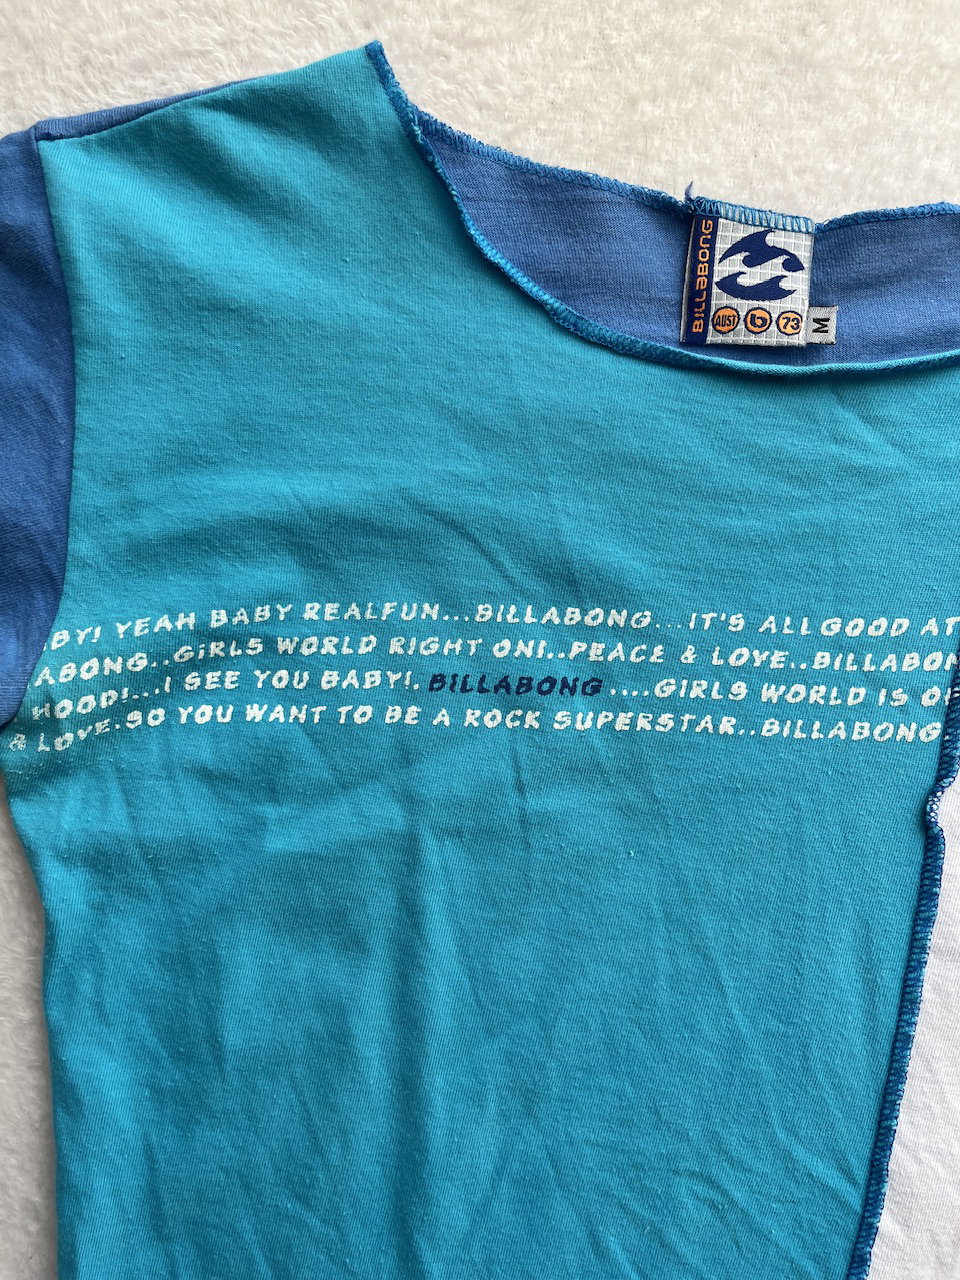 BILLABONG
AUST b 73
M
BY! YEAH BABY REALFUN...BILLABONG...IT'S ALL GOOD AT
ABONG..GiRLS WORLD RIGHT ON!..PEACE & LOVE..BILLABON
HOOD!...I SEE YOU BABY!. BILLABONG ....GIRLS WORLD IS
& LOVE.SO YOU WANT TO BE A ROCK SUPERSTAR..BILLABONG.